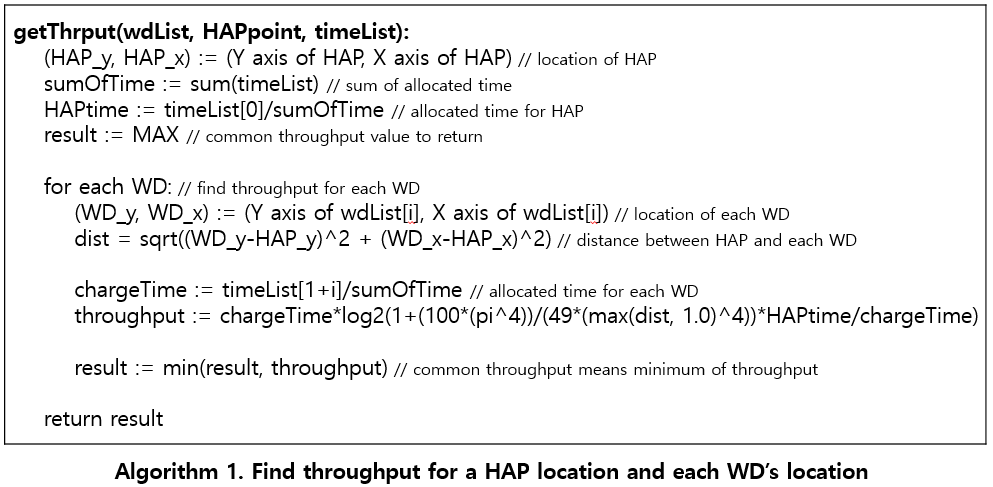 getThrput(wdList, HAPpoint, timeList):
(HAP_y, HAP_x) := (Y axis of HAP, X axis of HAP) // location of HAP
sumOfTime := sum(timeList) // sum of allocated time
HAPtime := timeList[0]/sumOfTime // allocated time for HAP
result := MAX // common throughput value to return
for each WD: // find throughput for each WD
(WD_y, WD_x) := (Y axis of wdList[i], X axis of wdList[i]) // location of each WD
dist = sqrt((WD_y-HAP_y)^2 + (WD_x-HAP_x)^2) // distance between HAP and each WD
chargeTime := timeList[1+i]/sumOfTime // allocated time for each WD
throughput := chargeTime*log2(1+(100*(pi^4))/(49*(max(dist, 1.0)^4))*HAPtime/chargeTime)
result := min(result, throughput) // common throughput means minimum of throughput
return result
Algorithm 1. Find throughput for a HAP location and each WD's location